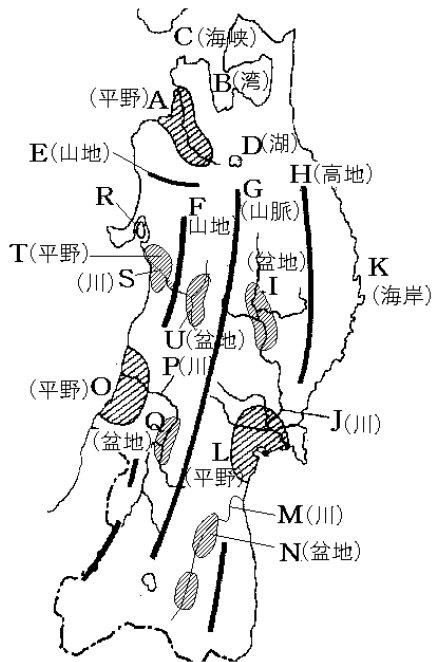 C(海峡)
B(湾)
(平野)A
D(湖)
E(山地)
H(高地)
G(山脈)
F山地)
R
T(平野)
(盆地)I
K(海岸)
(川)S
U(盆地)
P(川)
(平野)O
Q(盆地)
J(川)
L(平野)
M(川)
N(盆地)